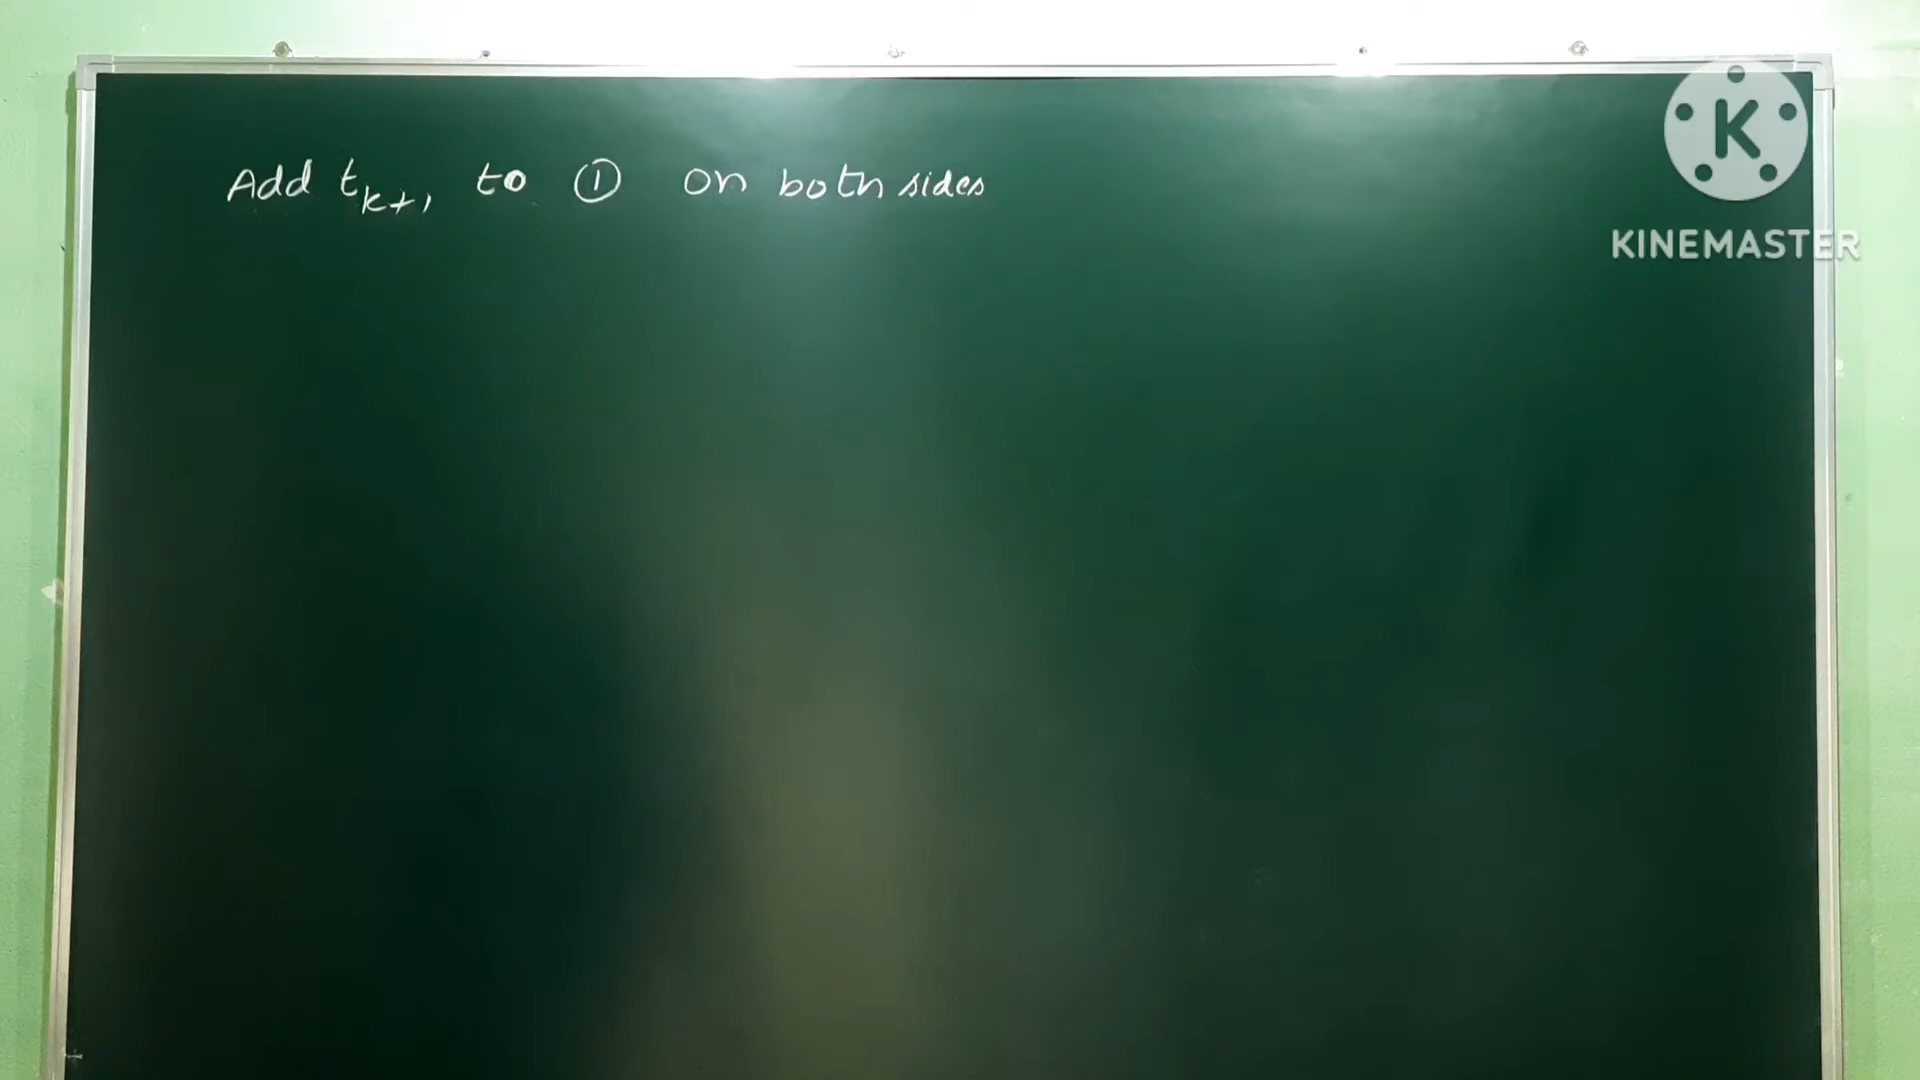 Add t_{k+1} to ① on both sides
K
KINEMASTER